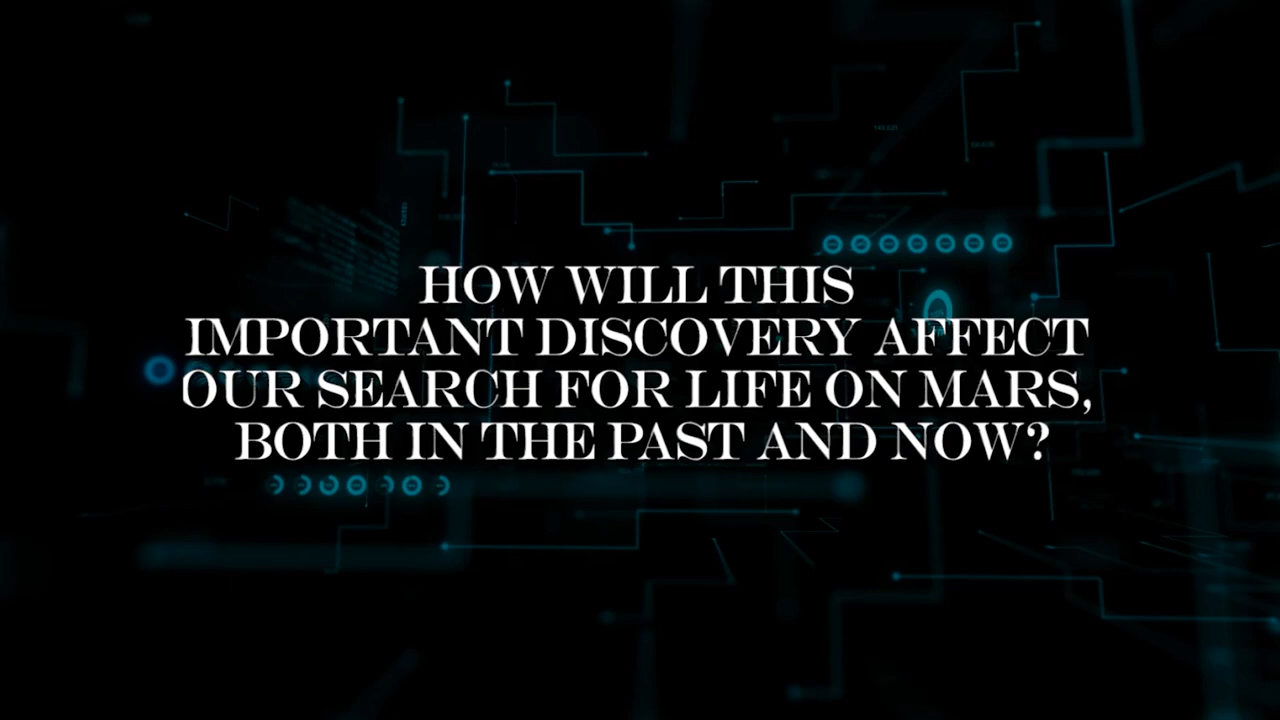 HOW WILL THIS
IMPORTANT DISCOVERY AFFECT
OUR SEARCH FOR LIFE ON MARS,
BOTH IN THE PAST AND NOW?